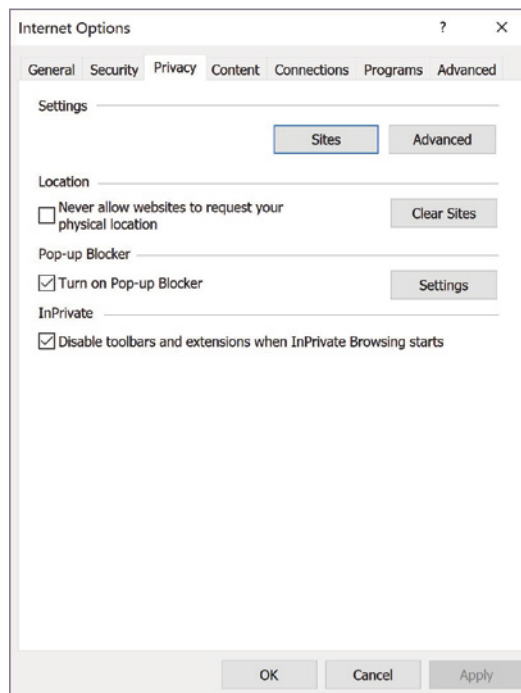 Internet Options ? ×
General Security Privacy Content Connections Programs Advanced
Settings
Sites Advanced
Location
Never allow websites to request your
physical location
Clear Sites
Pop-up Blocker
Turn on Pop-up Blocker Settings
InPrivate
Disable toolbars and extensions when InPrivate Browsing starts
OK Cancel Apply